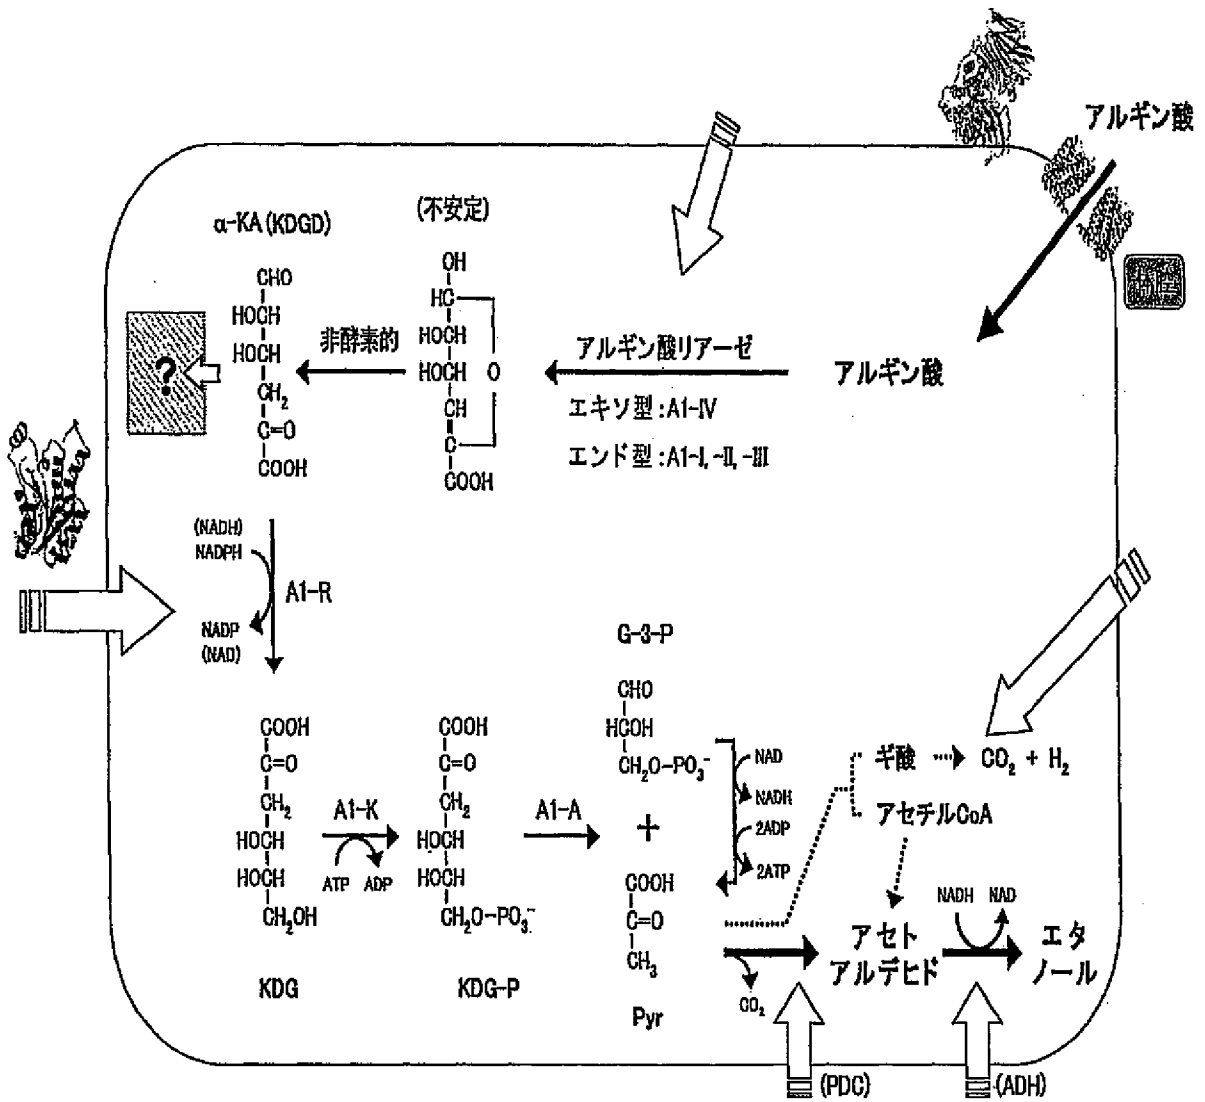 アルギン酸
α-KA(KDGD)
(不安定)
CHO
HOCH
HOCH
CH2
C=O
COOH
OH
HC
HOCH
HOCH
O
CH
C
COOH
?
非酵素的
アルギン酸リアーゼ
エキソ型:A1-IV
エンド型:A1-I, -II, -III
アルギン酸
(NADH)
NADPH
A1-R
NADP
(NAD)
COOH
C=O
CH2
HOCH
HOCH
CH2OH
KDG
A1-K
ATP
ADP
COOH
C=O
CH2
HOCH
HOCH
CH2O-PO3-
KDG-P
A1-A
G-3-P
CHO
HCOH
CH2O-PO3-
+
COOH
C=O
CH3
Pyr
NAD
NADH
2ADP
2ATP
ギ酸
CO2 + H2
アセチルCoA
CO2
アセト
アルデヒド
NADH
NAD
エタ
ノール
(PDC)
(ADH)